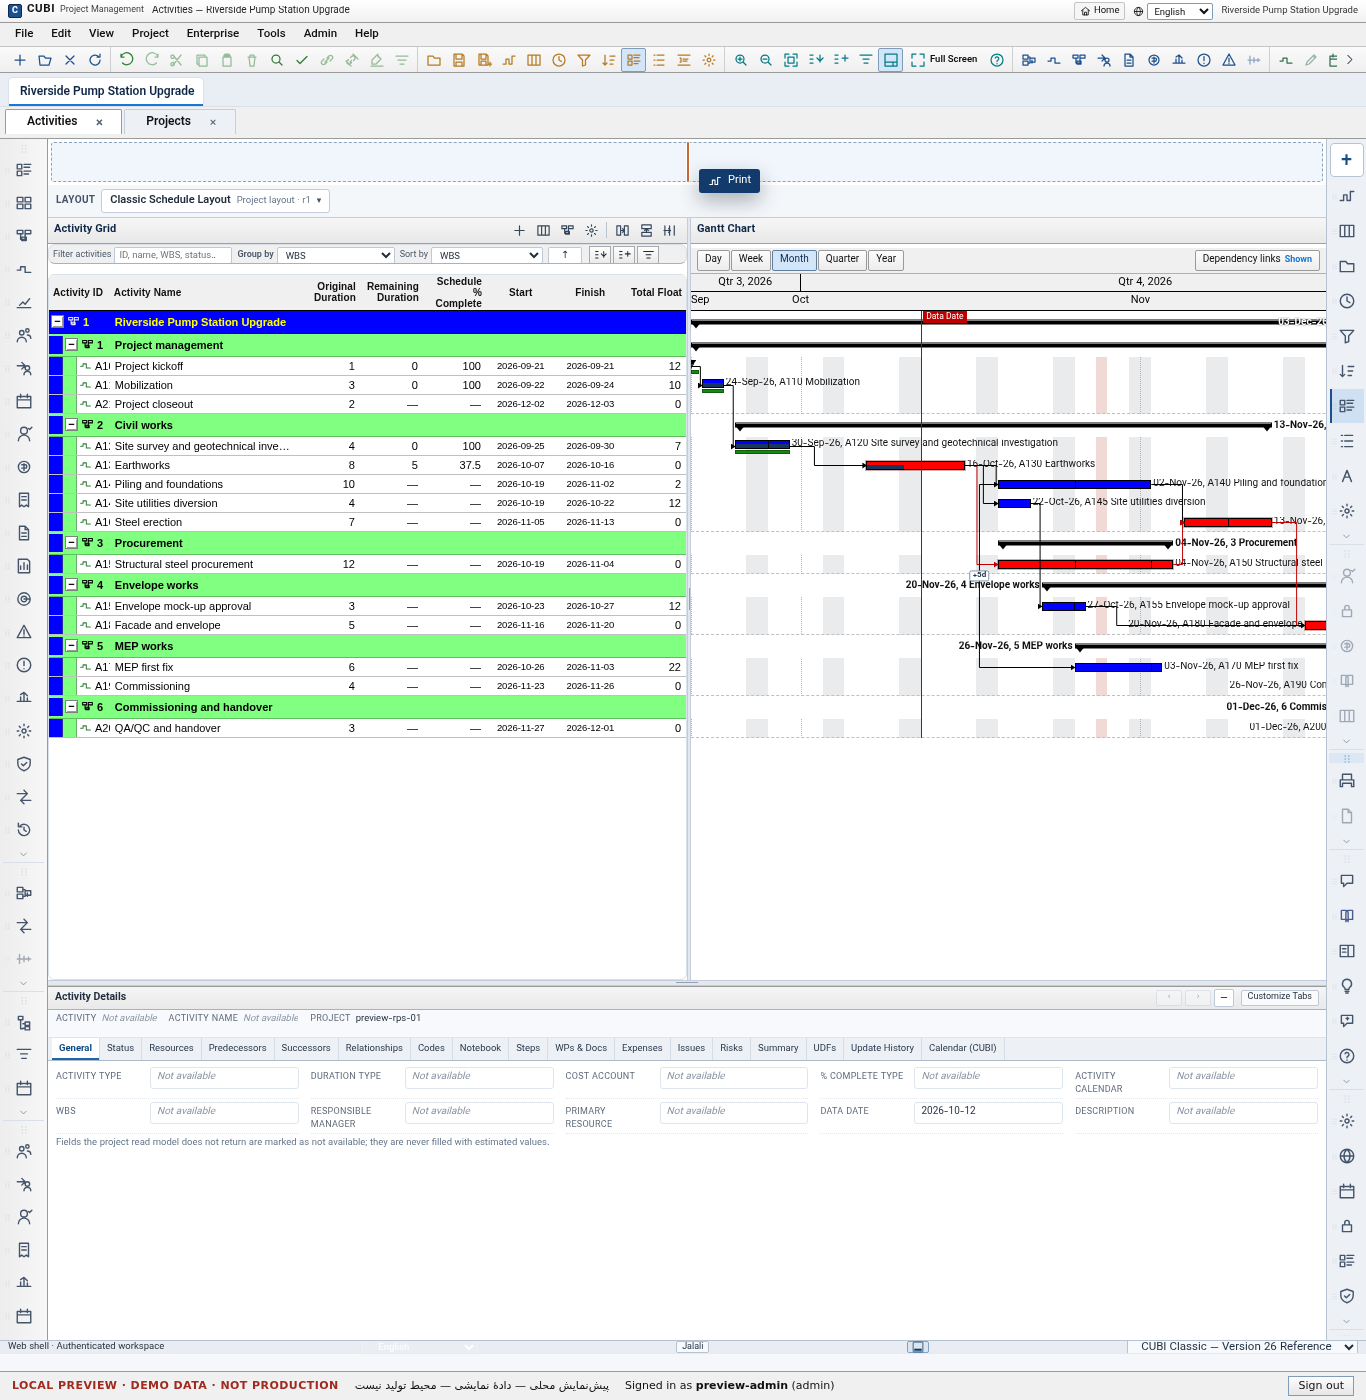 C CUBI Project Management Activities — Riverside Pump Station Upgrade Home English Riverside Pump Station Upgrade
File Edit View Project Enterprise Tools Admin Help
Full Screen
Riverside Pump Station Upgrade
Activities × Projects ×
Print
LAYOUT Classic Schedule Layout Project layout · r1
Activity Grid Gantt Chart
Filter activities ID, name, WBS, status.. Group by WBS Sort by WBS Day Week Month Quarter Year Dependency links Shown
Activity ID Activity Name Original Duration Remaining Duration Schedule % Complete Start Finish Total Float Qtr 3, 2026 Qtr 4, 2026
Sep Oct Nov
1 Riverside Pump Station Upgrade Data Date 03-Dec-26
1 Project management
Project kickoff 1 0 100 2026-09-21 2026-09-21 12
Mobilization 3 0 100 2026-09-22 2026-09-24 10 24-Sep-26, A110 Mobilization
Project closeout 2 — — 2026-12-02 2026-12-03 0
2 Civil works 13-Nov-26,
Site survey and geotechnical inve… 4 0 100 2026-09-25 2026-09-30 7 30-Sep-26, A120 Site survey and geotechnical investigation
Earthworks 8 5 37.5 2026-10-07 2026-10-16 0 16-Oct-26, A130 Earthworks
Piling and foundations 10 — — 2026-10-19 2026-11-02 2 02-Nov-26, A140 Piling and foundation
Site utilities diversion 4 — — 2026-10-19 2026-10-22 12 22-Oct-26, A145 Site utilities diversion
Steel erection 7 — — 2026-11-05 2026-11-13 0 13-Nov-26,
3 Procurement 04-Nov-26, 3 Procurement
Structural steel procurement 12 — — 2026-10-19 2026-11-04 0 04-Nov-26, A150 Structural steel
+5d
4 Envelope works 20-Nov-26, 4 Envelope works
Envelope mock-up approval 3 — — 2026-10-23 2026-10-27 12 27-Oct-26, A155 Envelope mock-up approval
Facade and envelope 5 — — 2026-11-16 2026-11-20 0 20-Nov-26, A180 Facade and envelope
5 MEP works 26-Nov-26, 5 MEP works
MEP first fix 6 — — 2026-10-26 2026-11-03 22 03-Nov-26, A170 MEP first fix
Commissioning 4 — — 2026-11-23 2026-11-26 0 26-Nov-26, A190 Com
6 Commissioning and handover 01-Dec-26, 6 Commis
QA/QC and handover 3 — — 2026-11-27 2026-12-01 0 01-Dec-26, A200
Activity Details Customize Tabs
ACTIVITY Not available ACTIVITY NAME Not available PROJECT preview-rps-01
General Status Resources Predecessors Successors Relationships Codes Notebook Steps WPs & Docs Expenses Issues Risks Summary UDFs Update History Calendar (CUBI)
ACTIVITY TYPE Not available DURATION TYPE Not available COST ACCOUNT Not available % COMPLETE TYPE Not available ACTIVITY CALENDAR Not available
WBS Not available RESPONSIBLE MANAGER Not available PRIMARY RESOURCE Not available DATA DATE 2026-10-12 DESCRIPTION Not available
Fields the project read model does not return are marked as not available; they are never filled with estimated values.
Web shell · Authenticated workspace English Jalali CUBI Classic — Version 26 Reference
LOCAL PREVIEW · DEMO DATA · NOT PRODUCTION پیش‌نمایش محلی — دادهٔ نمایشی — محیط تولید نیست Signed in as preview-admin (admin) Sign out